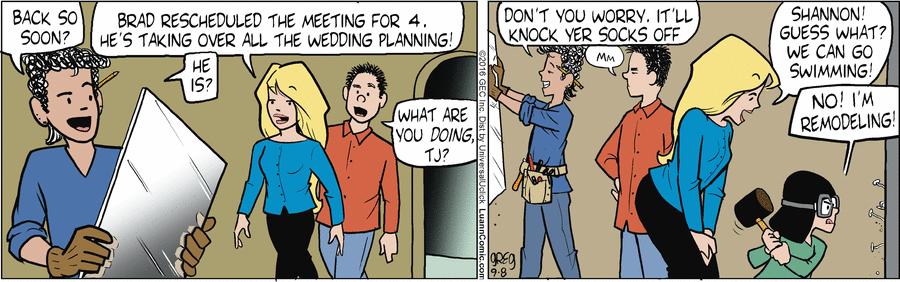 BACK SO
SOON?
BRAD RESCHEDULED THE MEETING FOR 4.
HE'S TAKING OVER ALL THE WEDDING PLANNING!
HE
IS?
WHAT ARE
YOU DOING,
TJ?
©2016 GEC Inc. Dist by UniversalUclick LuannComic.com
DON'T YOU WORRY. IT'LL
KNOCK YER SOCKS OFF
MM
SHANNON!
GUESS WHAT?
WE CAN GO
SWIMMING!
NO! I'M
REMODELING!
GREG
9-8